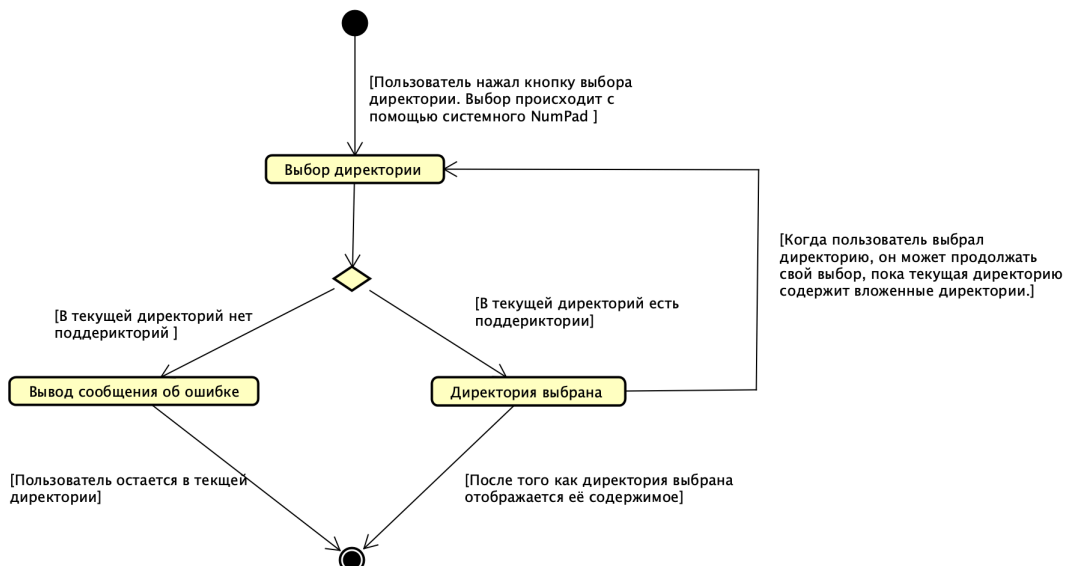 [Пользователь нажал кнопку выбора
директории. Выбор происходит с
помощью системного NumPad ]
Выбор директории
[Когда пользователь выбрал
директорию, он может продолжать
свой выбор, пока текущая директорию
содержит вложенные директории.]
[В текущей директорий нет
поддерикторий ]
[В текущей директорий есть
поддериктории]
Вывод сообщения об ошибке
Директория выбрана
[Пользователь остается в текщей
директории]
[После того как директория выбрана
отображается её содержимое]